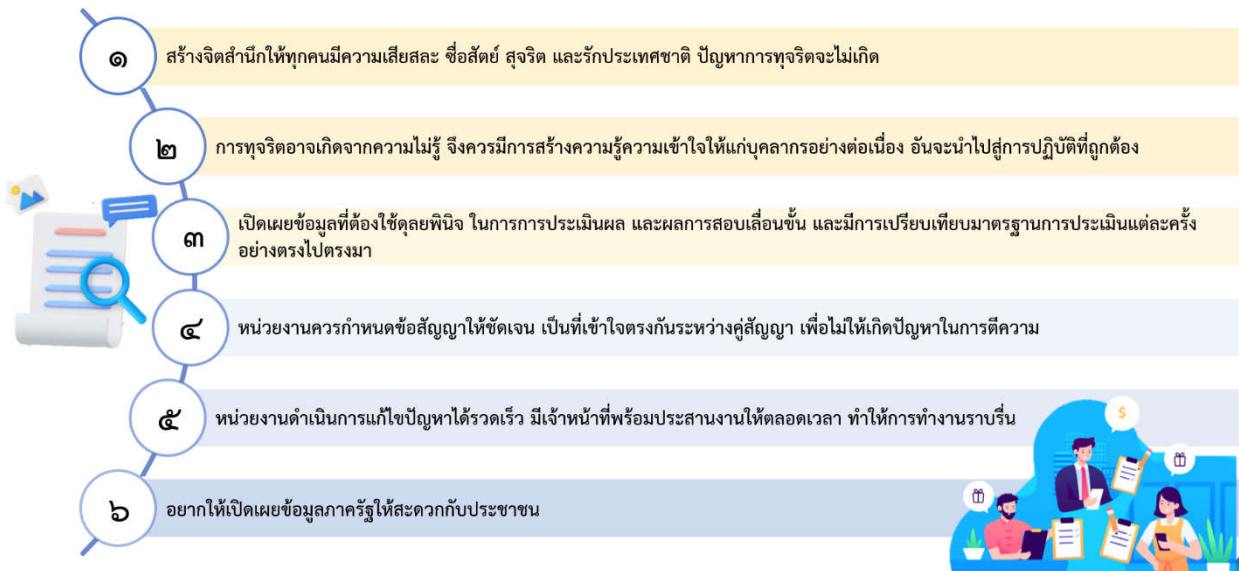 ๑
สร้างจิตสำนึกให้ทุกคนมีความเสียสละ ซื่อสัตย์ สุจริต และรักประเทศชาติ ปัญหาการทุจริตจะไม่เกิด
๒
การทุจริตอาจเกิดจากความไม่รู้ จึงควรมีการสร้างความรู้ความเข้าใจให้แก่บุคลากรอย่างต่อเนื่อง อันจะนำไปสู่การปฏิบัติที่ถูกต้อง
๓
เปิดเผยข้อมูลที่ต้องใช้ดุลยพินิจ ในการการประเมินผล และผลการสอบเลื่อนขั้น และมีการเปรียบเทียบมาตรฐานการประเมินแต่ละครั้ง
อย่างตรงไปตรงมา
๔
หน่วยงานควรกำหนดข้อสัญญาให้ชัดเจน เป็นที่เข้าใจตรงกันระหว่างคู่สัญญา เพื่อไม่ให้เกิดปัญหาในการตีความ
๕
หน่วยงานดำเนินการแก้ไขปัญหาได้รวดเร็ว มีเจ้าหน้าที่พร้อมประสานงานให้ตลอดเวลา ทำให้การทำงานราบรื่น
$
๖
อยากให้เปิดเผยข้อมูลภาครัฐให้สะดวกกับประชาชน